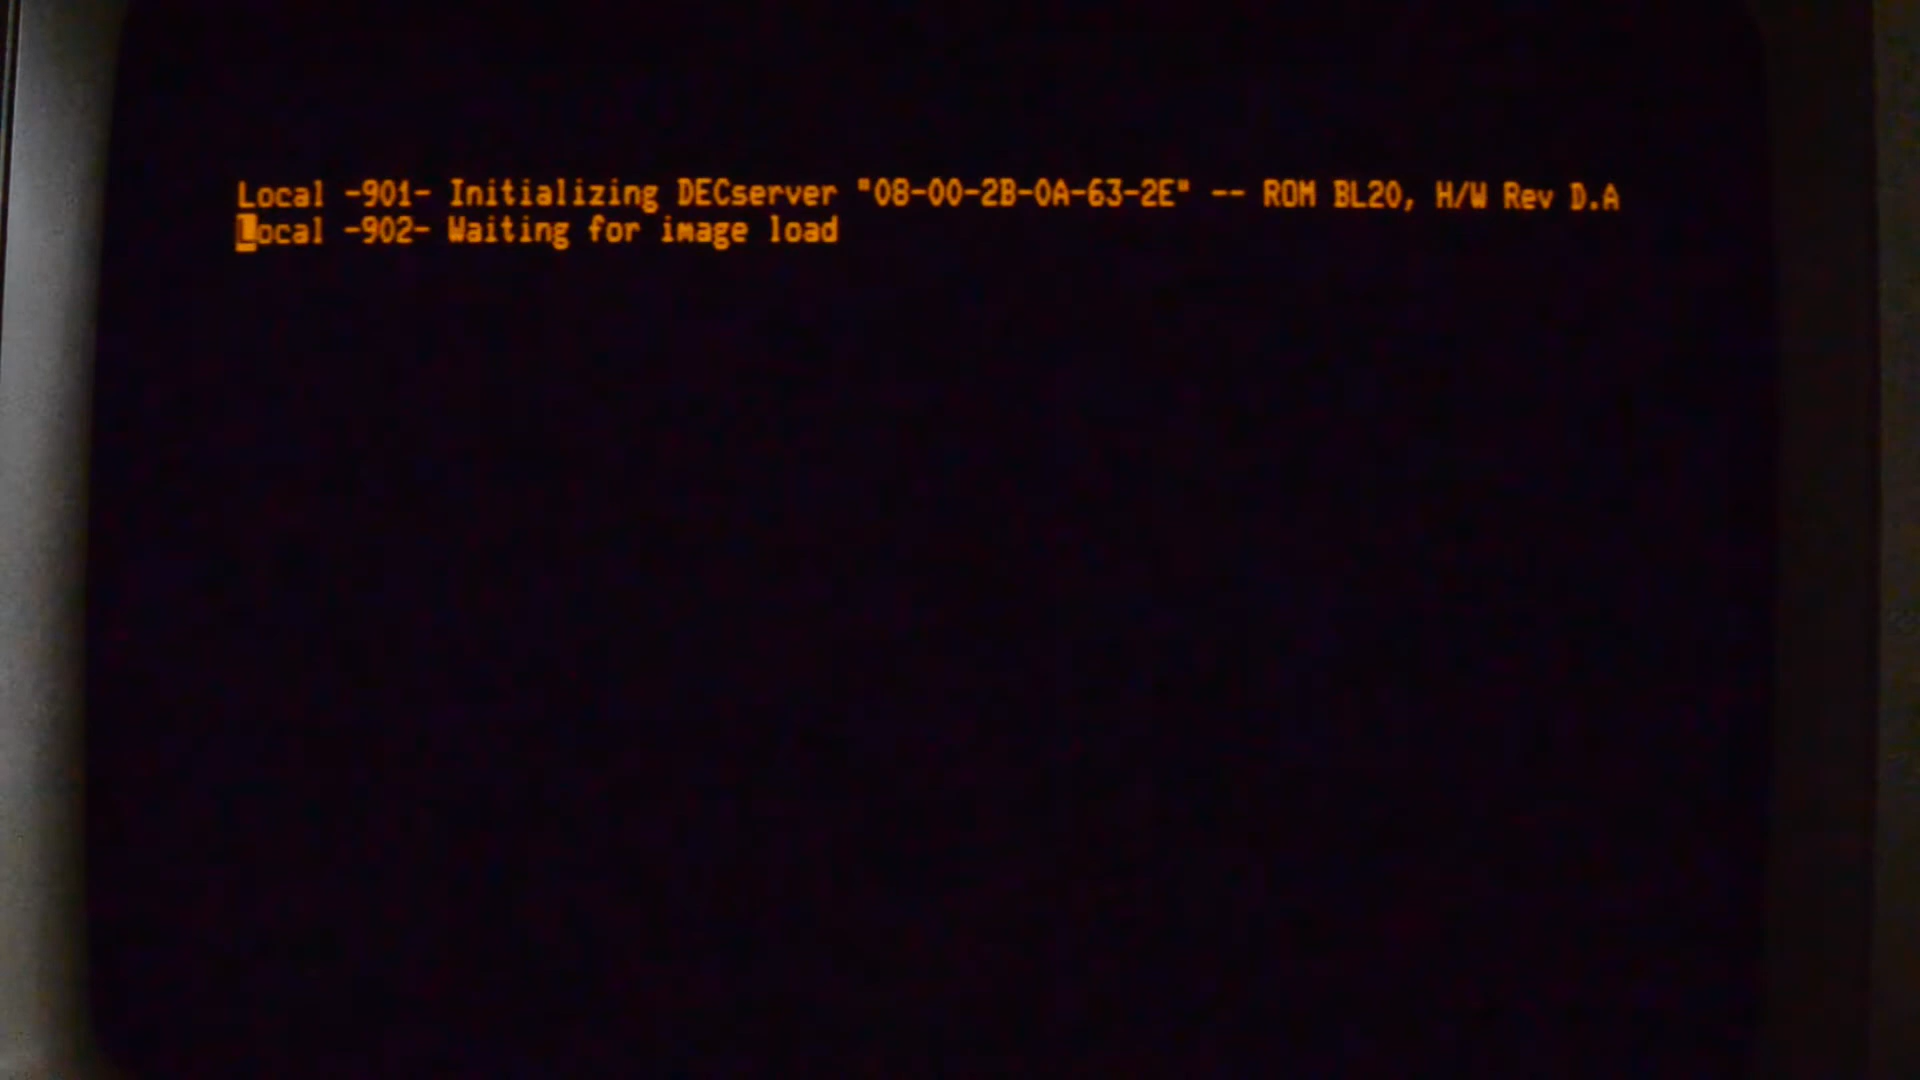 Local -901- Initializing DECserver "08-00-2B-0A-63-2E" -- ROM BL20, H/W Rev D.A
Local -902- Waiting for image load